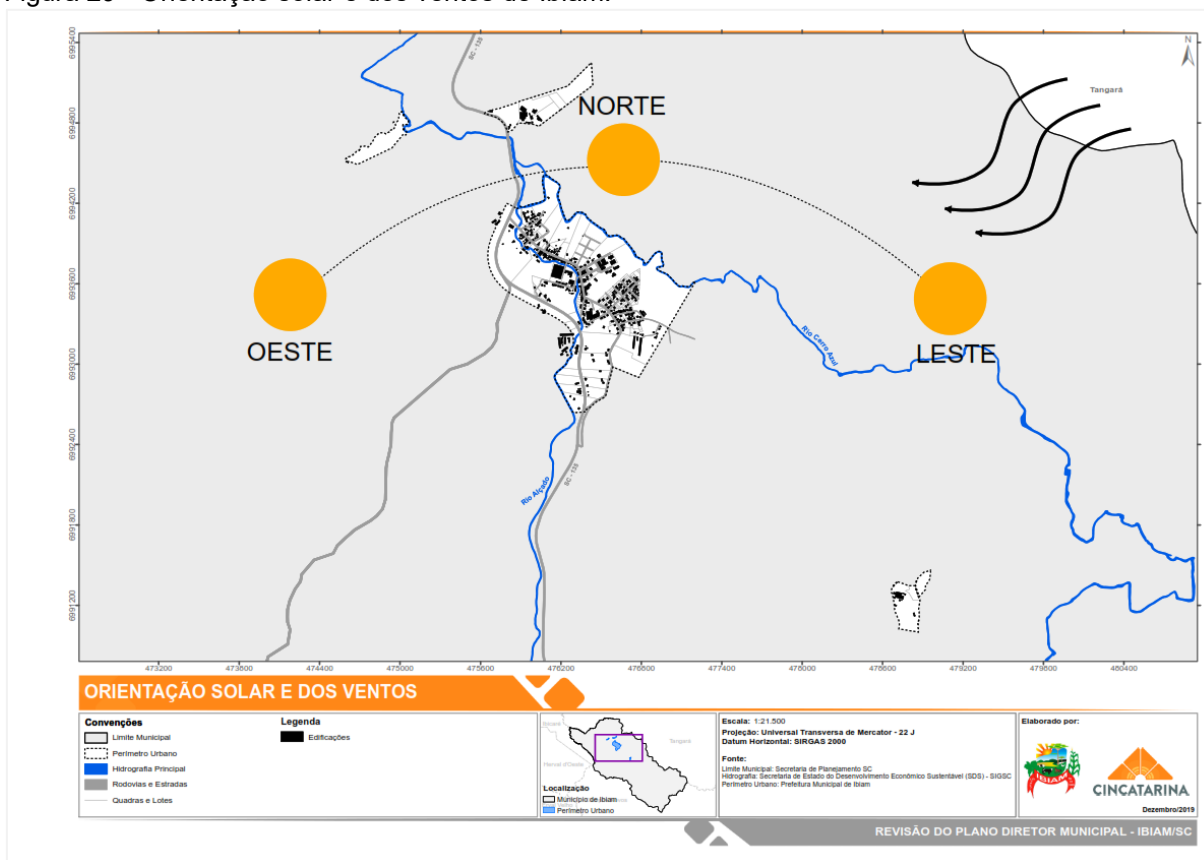 Figura 29 - Orientação solar e dos ventos de Ibiam.
N
SC - 135
Tangará
NORTE
OESTE
LESTE
Rio Cerro Azul
Rio Alçado
SC - 135
6995400
6994800
6994200
6993600
6993000
6992400
6991800
6991200
473200
473800
474400
475000
475600
476200
476800
477400
478000
478600
479200
479800
480400
ORIENTAÇÃO SOLAR E DOS VENTOS
Convenções
Limite Municipal
Perímetro Urbano
Hidrografia Principal
Rodovias e Estradas
Quadras e Lotes
Legenda
Edificações
Tangará
Herval d'Oeste
Localização
Município de Ibiam
Perímetro Urbano
Escala: 1:21.500
Projeção: Universal Transversa de Mercator - 22 J
Datum Horizontal: SIRGAS 2000
Fonte:
Limite Municipal: Secretaria de Planejamento SC
Hidrografia: Secretaria de Estado do Desenvolvimento Econômico Sustentável (SDS) - SIGSC
Perímetro Urbano: Prefeitura Municipal de Ibiam
Elaborado por:
IBIAM
CINCATARINA
Dezembro/2019
REVISÃO DO PLANO DIRETOR MUNICIPAL - IBIAM/SC